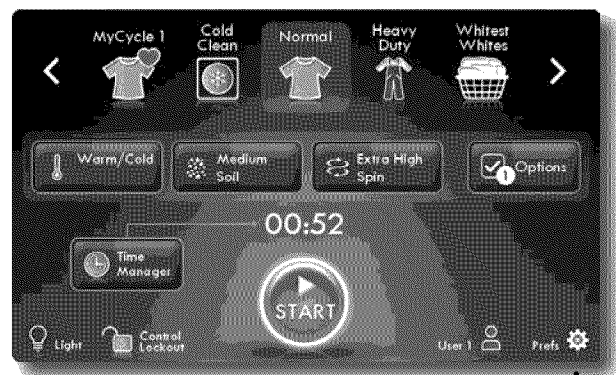 MyCycle 1
Cold
Clean
Normal
Heavy
Duty
Whitest
Whites
Warm/Cold
Medium
Soil
Extra High
Spin
1
Options
00:52
Time
Manager
START
Light
Control
Lockout
User 1
Prefs